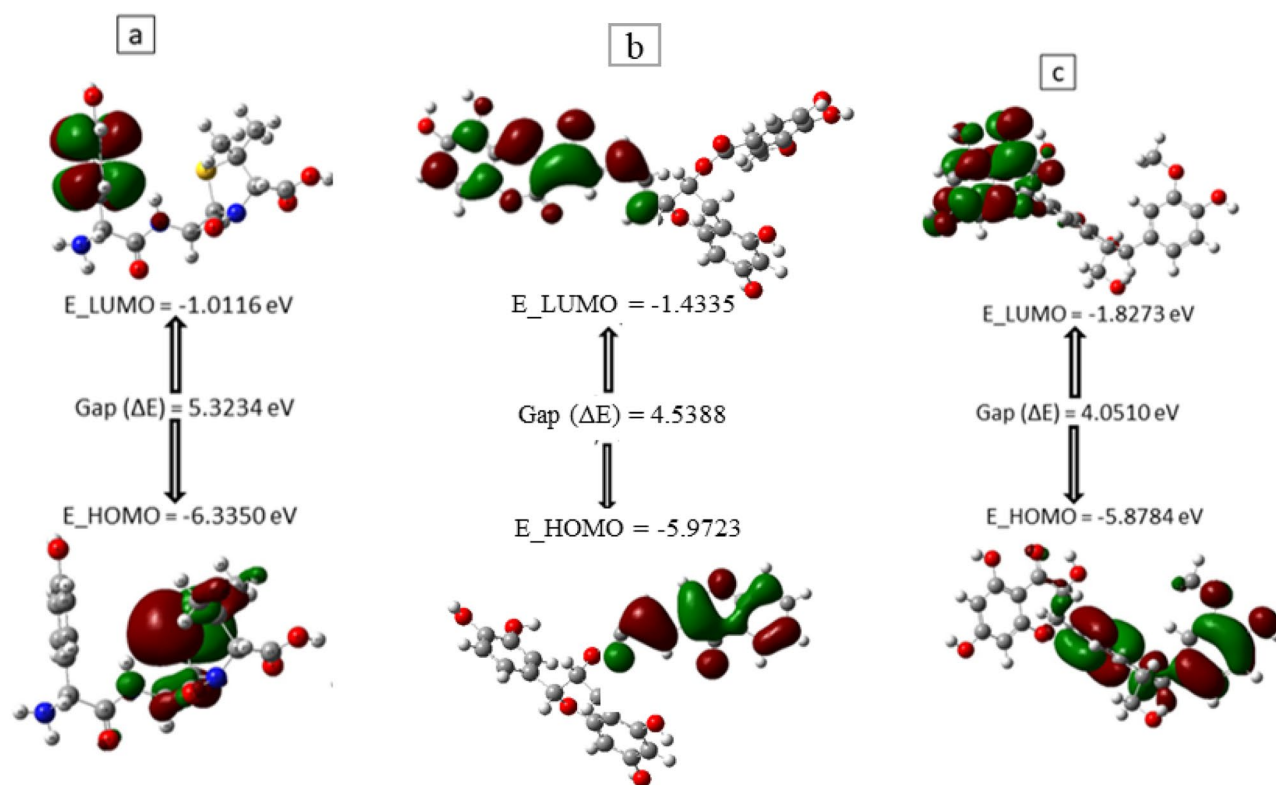 a
E_LUMO = -1.0116 eV
Gap (ΔE) = 5.3234 eV
E_HOMO = -6.3350 eV
b
E_LUMO = -1.4335
Gap (ΔE) = 4.5388
E_HOMO = -5.9723
c
E_LUMO = -1.8273 eV
Gap (ΔE) = 4.0510 eV
E_HOMO = -5.8784 eV